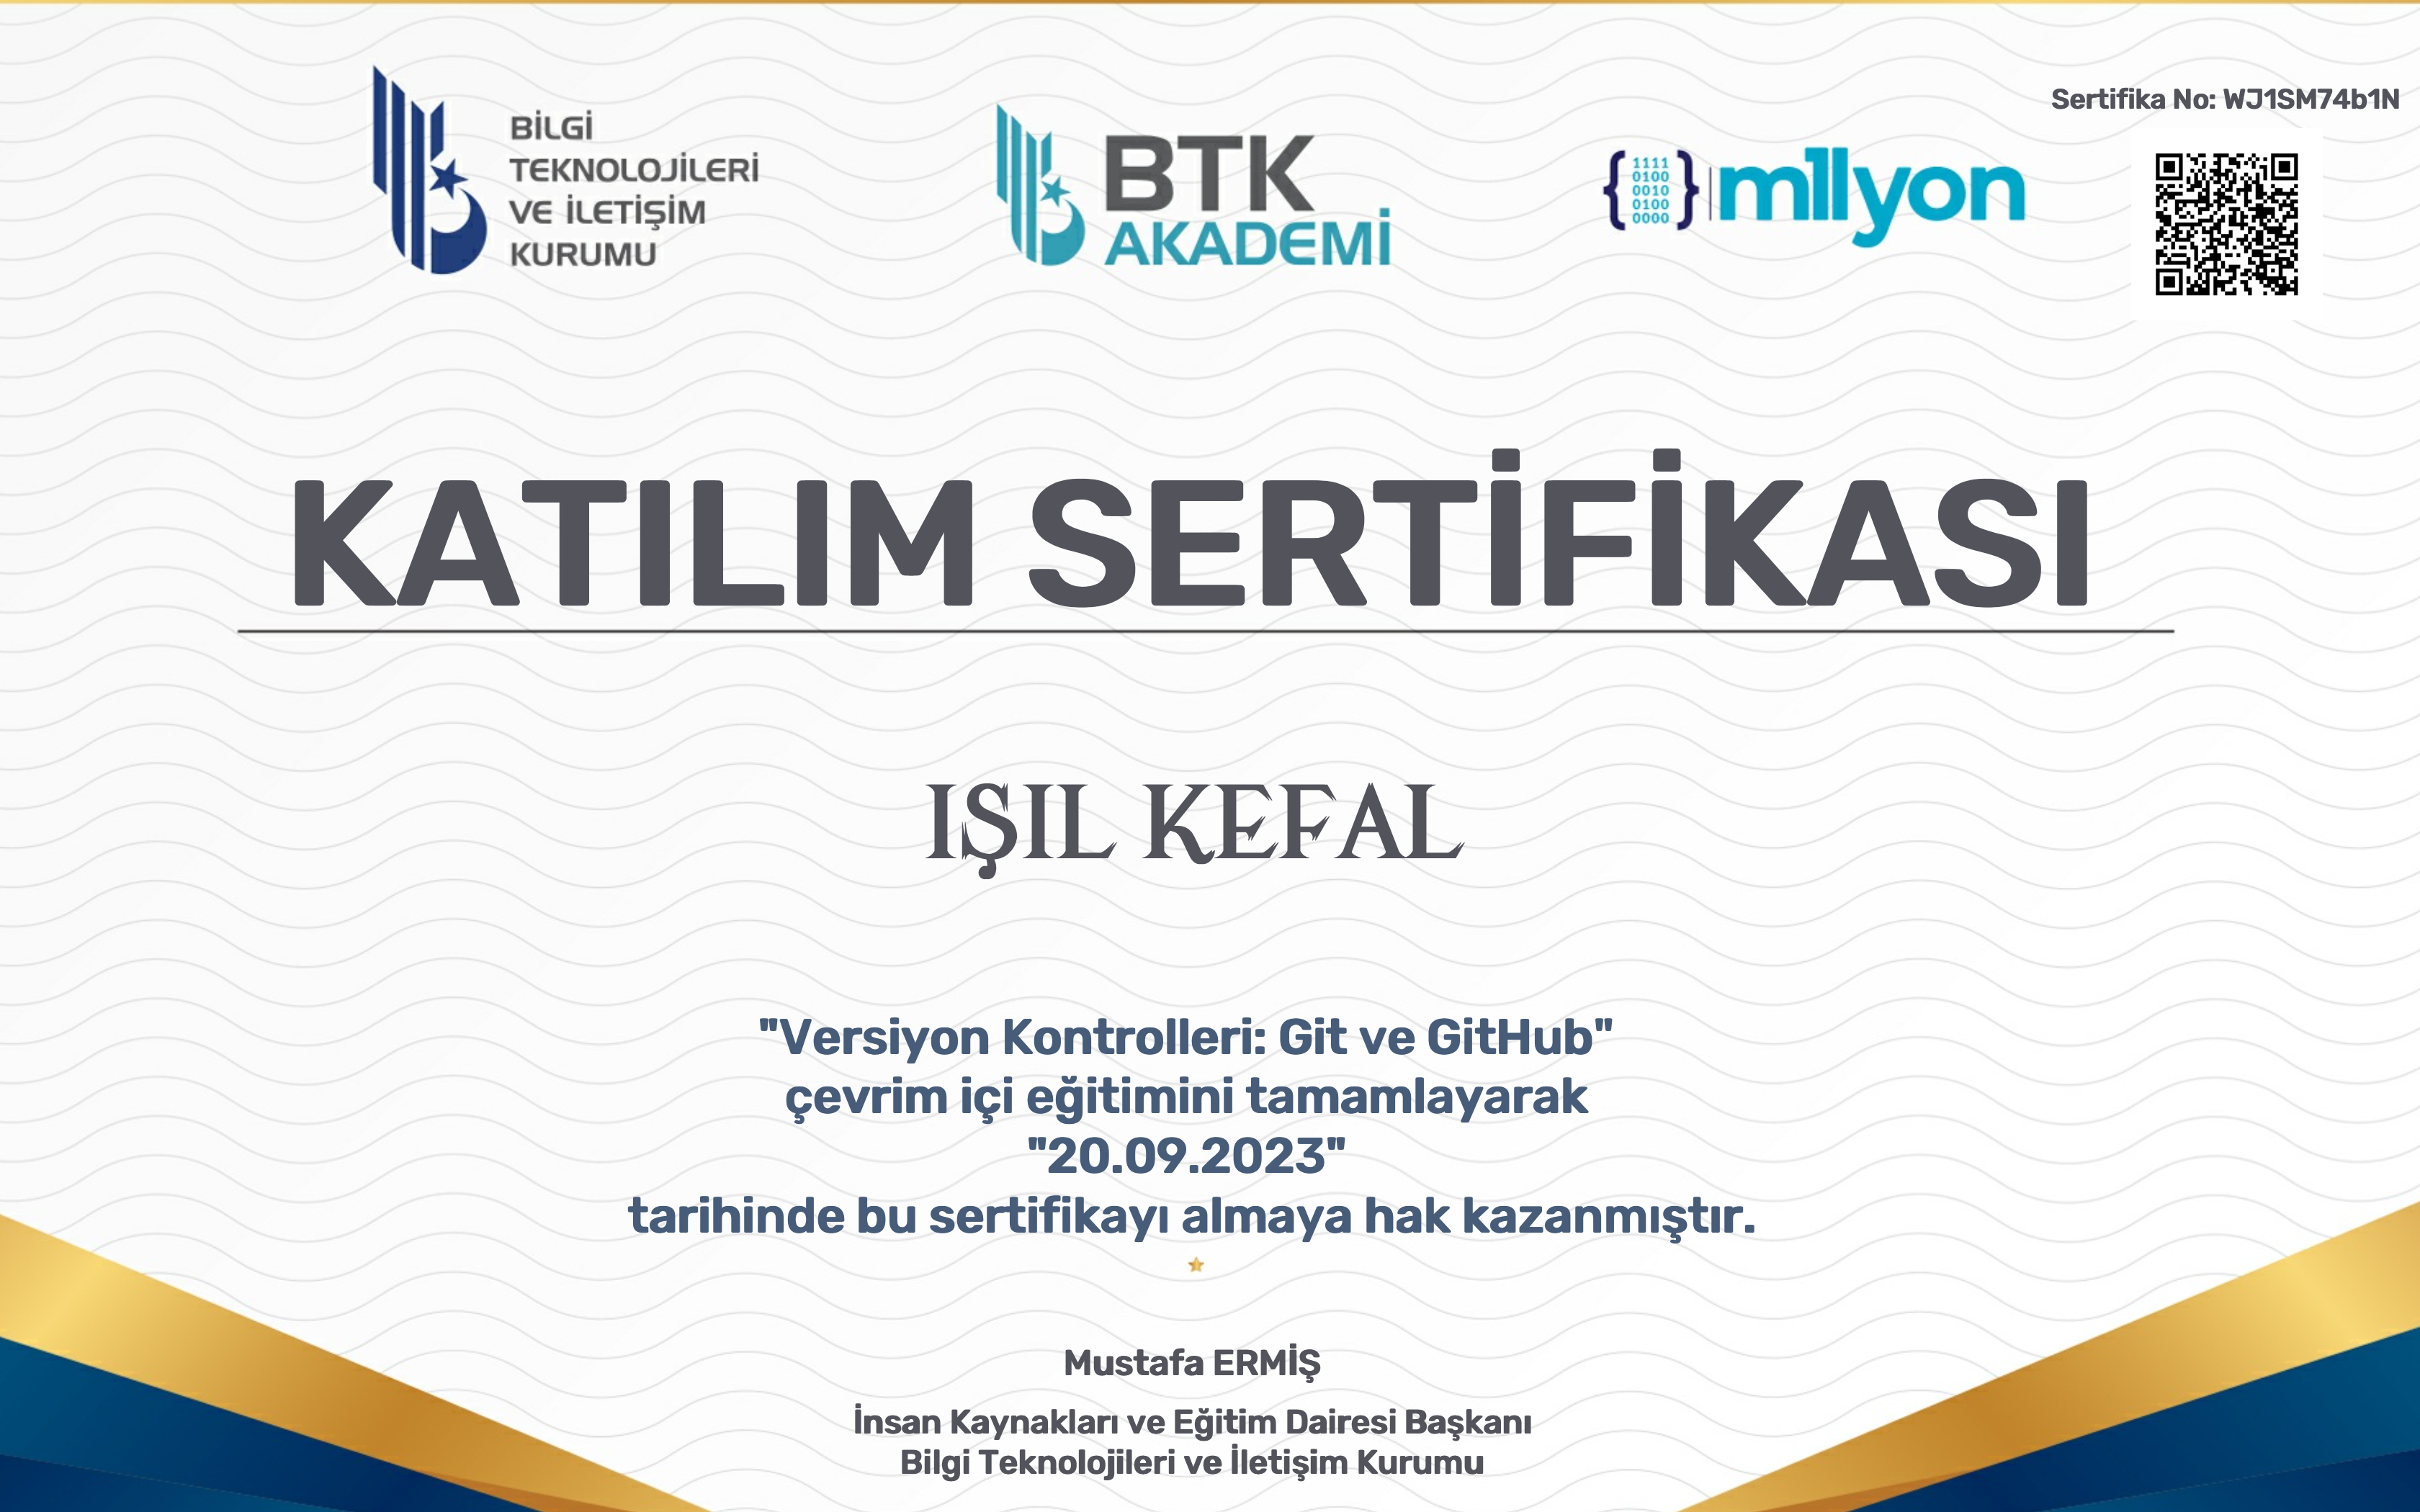 BİLGİ
TEKNOLOJİLERİ
VE İLETİŞİM
KURUMU
BTK
AKADEMİ
1111
0100
0010
0100
0000
m1lyon
Sertifika No: WJ1SM74b1N
KATILIM SERTİFİKASI
IŞIL KEFAL
"Versiyon Kontrolleri: Git ve GitHub"
çevrim içi eğitimini tamamlayarak
"20.09.2023"
tarihinde bu sertifikayı almaya hak kazanmıştır.
Mustafa ERMİŞ
İnsan Kaynakları ve Eğitim Dairesi Başkanı
Bilgi Teknolojileri ve İletişim Kurumu